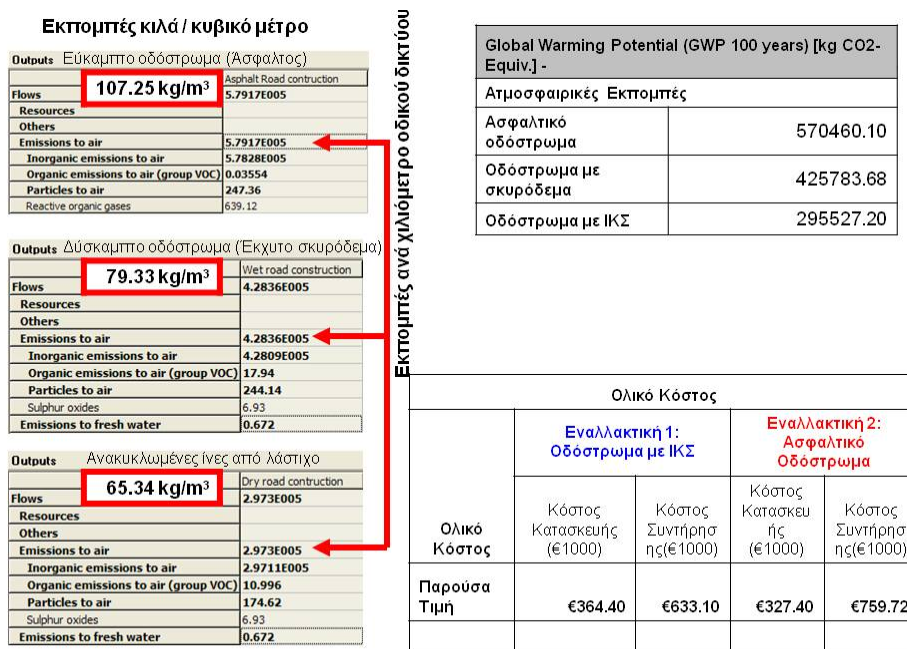 Εκπομπές κιλά / κυβικό μέτρο
Outputs Εύκαμπτο οδόστρωμα (Άσφαλτος)
107.25 kg/m³
Asphalt Road contruction
Flows 5.7917E005
Resources
Others
Emissions to air 5.7917E005
Inorganic emissions to air 5.7828E005
Organic emissions to air (group VOC) 0.03554
Particles to air 247.36
Reactive organic gases 639.12
Outputs Δύσκαμπτο οδόστρωμα (Έκχυτο σκυρόδεμα)
79.33 kg/m³
Wet road construction
Flows 4.2836E005
Resources
Others
Emissions to air 4.2836E005
Inorganic emissions to air 4.2809E005
Organic emissions to air (group VOC) 17.94
Particles to air 244.14
Sulphur oxides 6.93
Emissions to fresh water 0.672
Outputs Ανακυκλωμένες ίνες από λάστιχο
65.34 kg/m³
Dry road contruction
Flows 2.973E005
Resources
Others
Emissions to air 2.973E005
Inorganic emissions to air 2.9711E005
Organic emissions to air (group VOC) 10.996
Particles to air 174.62
Sulphur oxides 6.93
Emissions to fresh water 0.672
Εκπομπές ανά χιλιόμετρο οδικού δικτύου
Global Warming Potential (GWP 100 years) [kg CO2-
Equiv.] -
Ατμοσφαιρικές Εκπομπές
Ασφαλτικό
οδόστρωμα 570460.10
Οδόστρωμα με
σκυρόδεμα 425783.68
Οδόστρωμα με ΙΚΣ 295527.20
Ολικό Κόστος
Εναλλακτική 1:
Οδόστρωμα με ΙΚΣ
Εναλλακτική 2:
Ασφαλτικό
Οδόστρωμα
Ολικό
Κόστος
Κόστος
Κατασκευής
(€1000)
Κόστος
Συντήρησ
ης(€1000)
Κόστος
Κατασκευ
ής
(€1000)
Κόστος
Συντήρησ
ης(€1000)
Παρούσα
Τιμή €364.40 €633.10 €327.40 €759.72